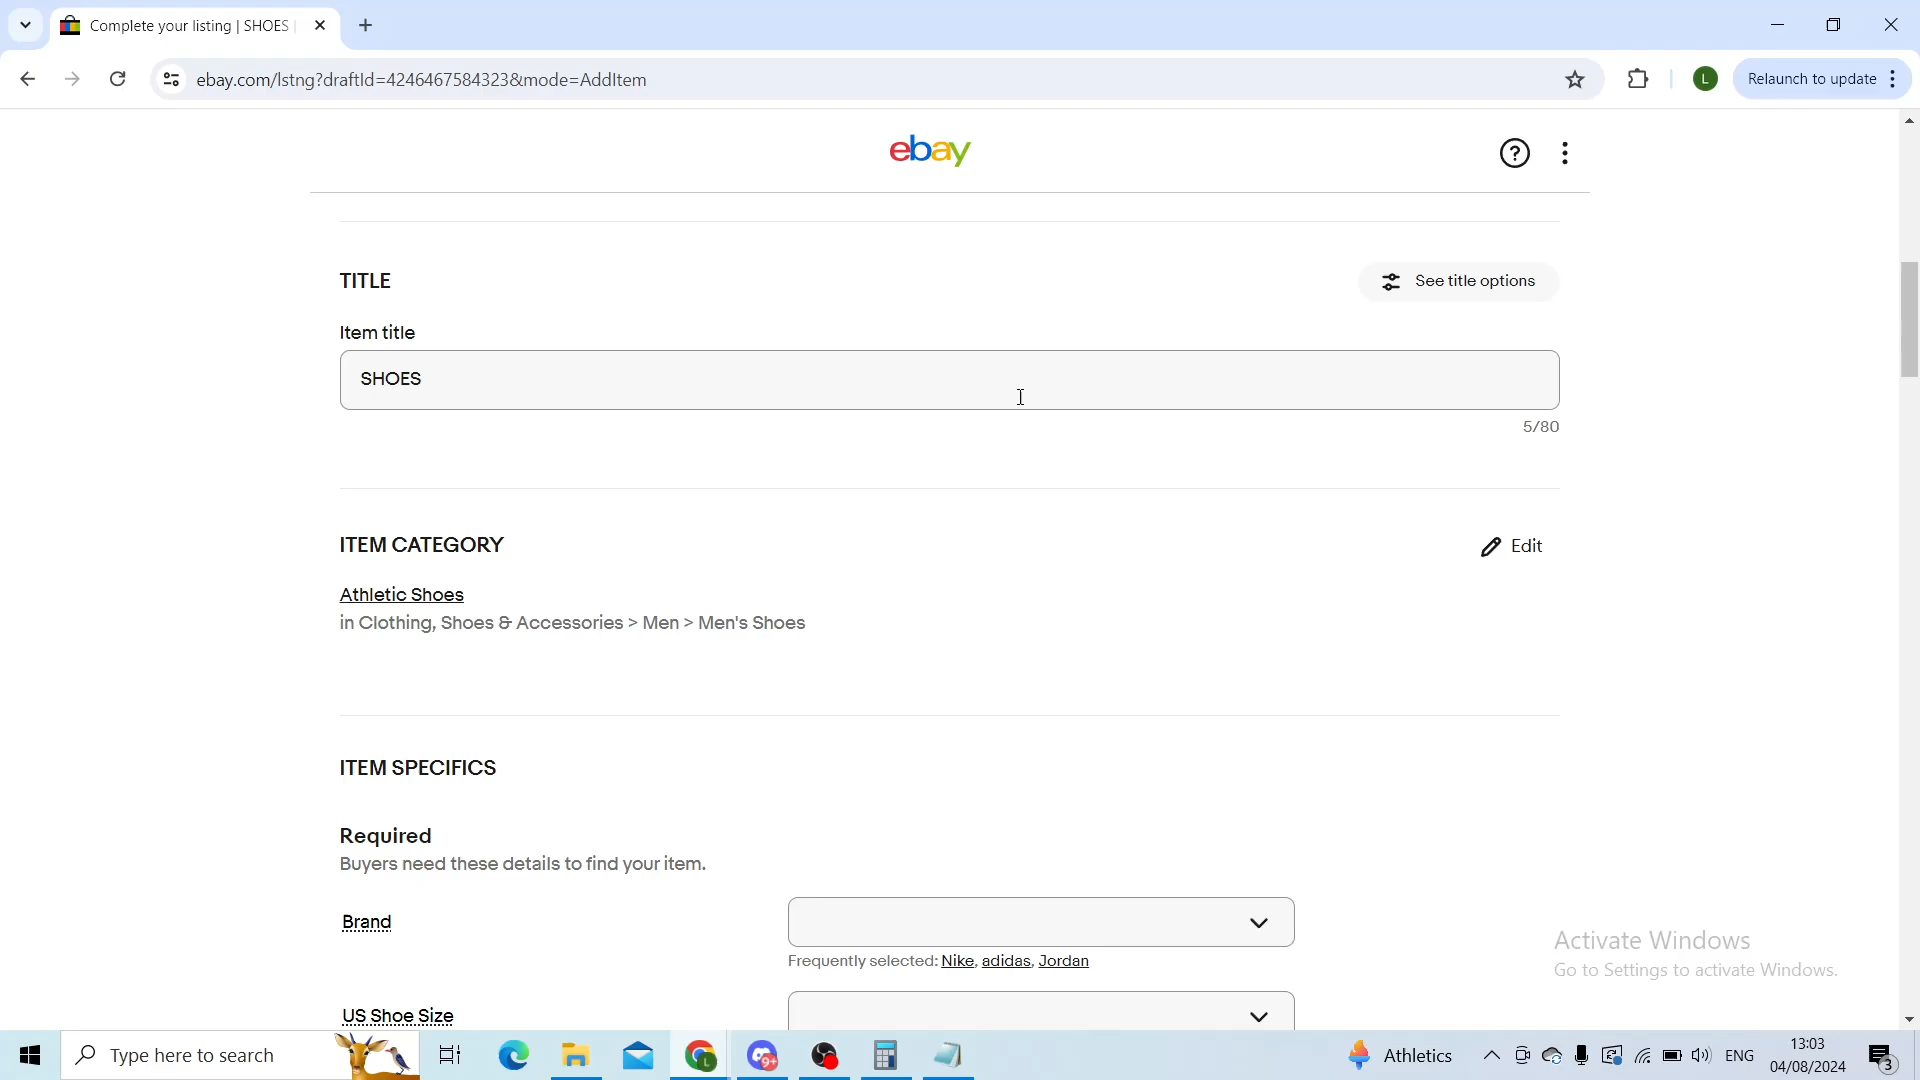 Complete your listing | SHOES |
ebay.com/lstng?draftId=4246467584323&mode=AddItem
L
Relaunch to update
ebay
?
TITLE
See title options
Item title
SHOES
5/80
ITEM CATEGORY
Edit
Athletic Shoes
in Clothing, Shoes & Accessories > Men > Men's Shoes
ITEM SPECIFICS
Required
Buyers need these details to find your item.
Brand
Frequently selected: Nike, adidas, Jordan
US Shoe Size
Activate Windows
Go to Settings to activate Windows.
Type here to search
L
9+
Athletics
ENG
13:03
04/08/2024
3